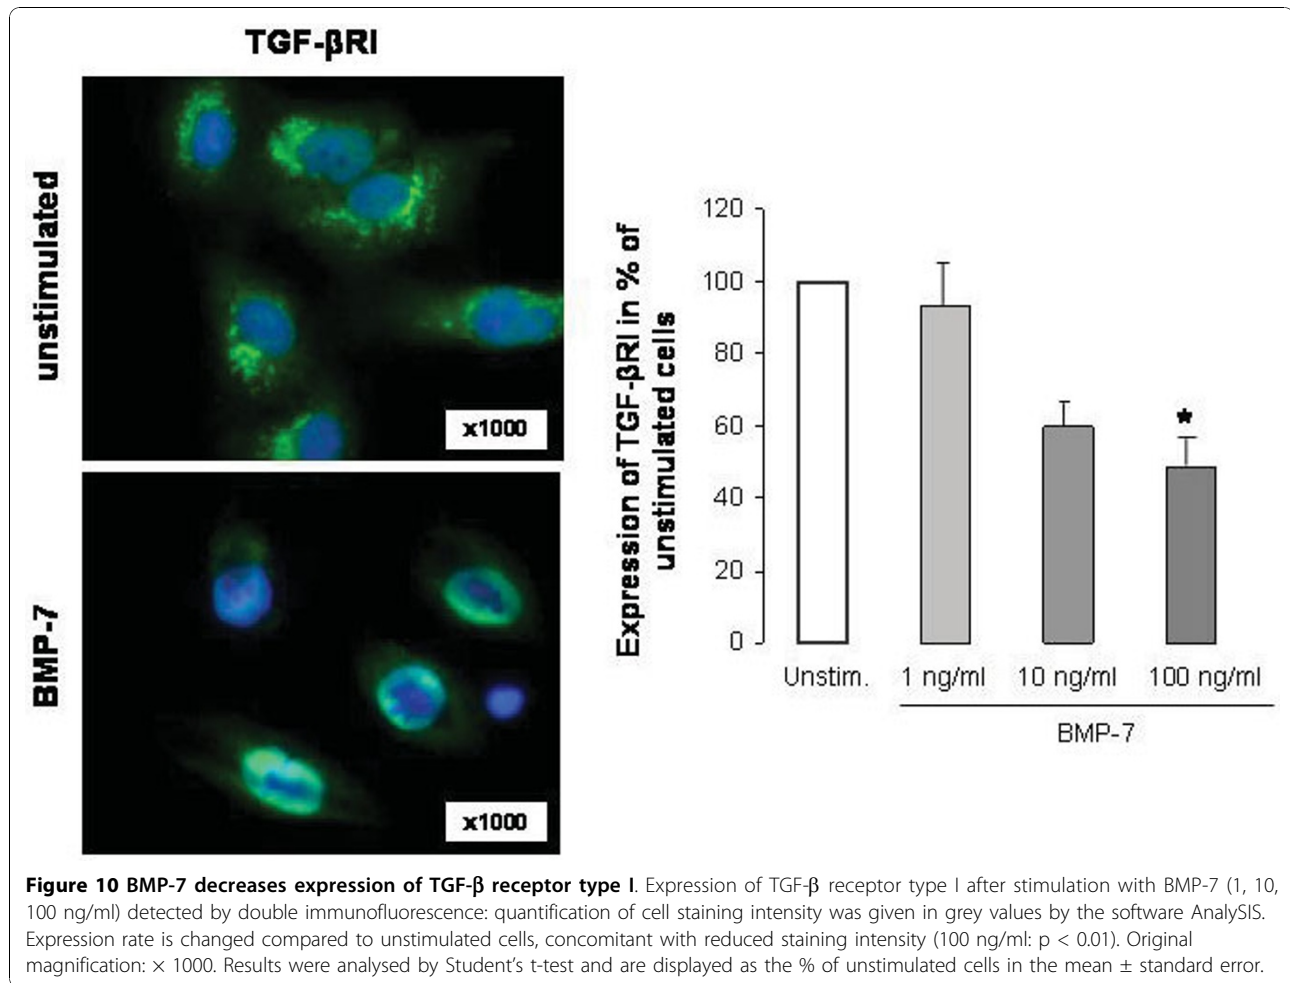 TGF-βRI
unstimulated
x1000
BMP-7
x1000
Expression of TGF-βRI in % of
unstimulated cells
120
100
80
60
40
20
0
*
Unstim.
1 ng/ml
10 ng/ml
100 ng/ml
BMP-7
Figure 10 BMP-7 decreases expression of TGF-β receptor type I. Expression of TGF-β receptor type I after stimulation with BMP-7 (1, 10,
100 ng/ml) detected by double immunofluorescence: quantification of cell staining intensity was given in grey values by the software AnalySIS.
Expression rate is changed compared to unstimulated cells, concomitant with reduced staining intensity (100 ng/ml: p < 0.01). Original
magnification: × 1000. Results were analysed by Student's t-test and are displayed as the % of unstimulated cells in the mean ± standard error.